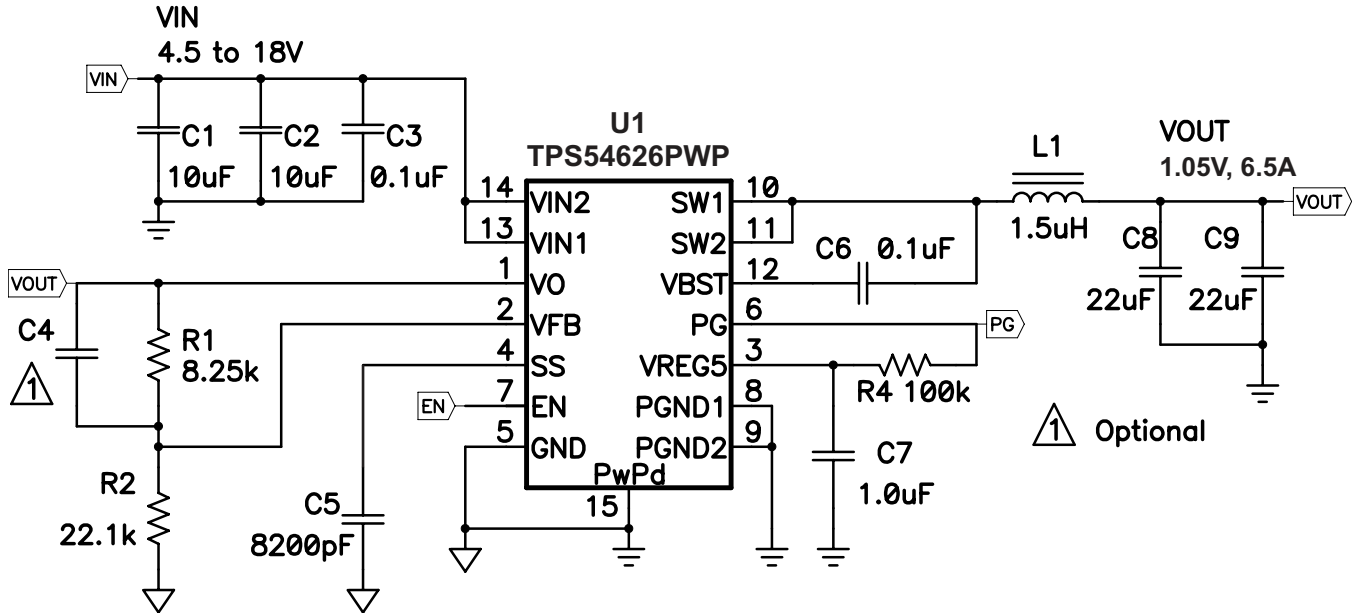 VIN
4.5 to 18V
VIN
C1
10uF
C2
10uF
C3
0.1uF
U1
TPS54626PWP
14
VIN2
13
VIN1
1
VO
2
VFB
4
SS
7
EN
5
GND
PwPd
15
SW1
10
SW2
11
VBST
12
PG
6
VREG5
3
PGND1
8
PGND2
9
VOUT
C4
1
R1
8.25k
R2
22.1k
C5
8200pF
EN
C6 0.1uF
PG
R4 100k
C7
1.0uF
L1
1.5uH
VOUT
1.05V, 6.5A
VOUT
C8
22uF
C9
22uF
1 Optional